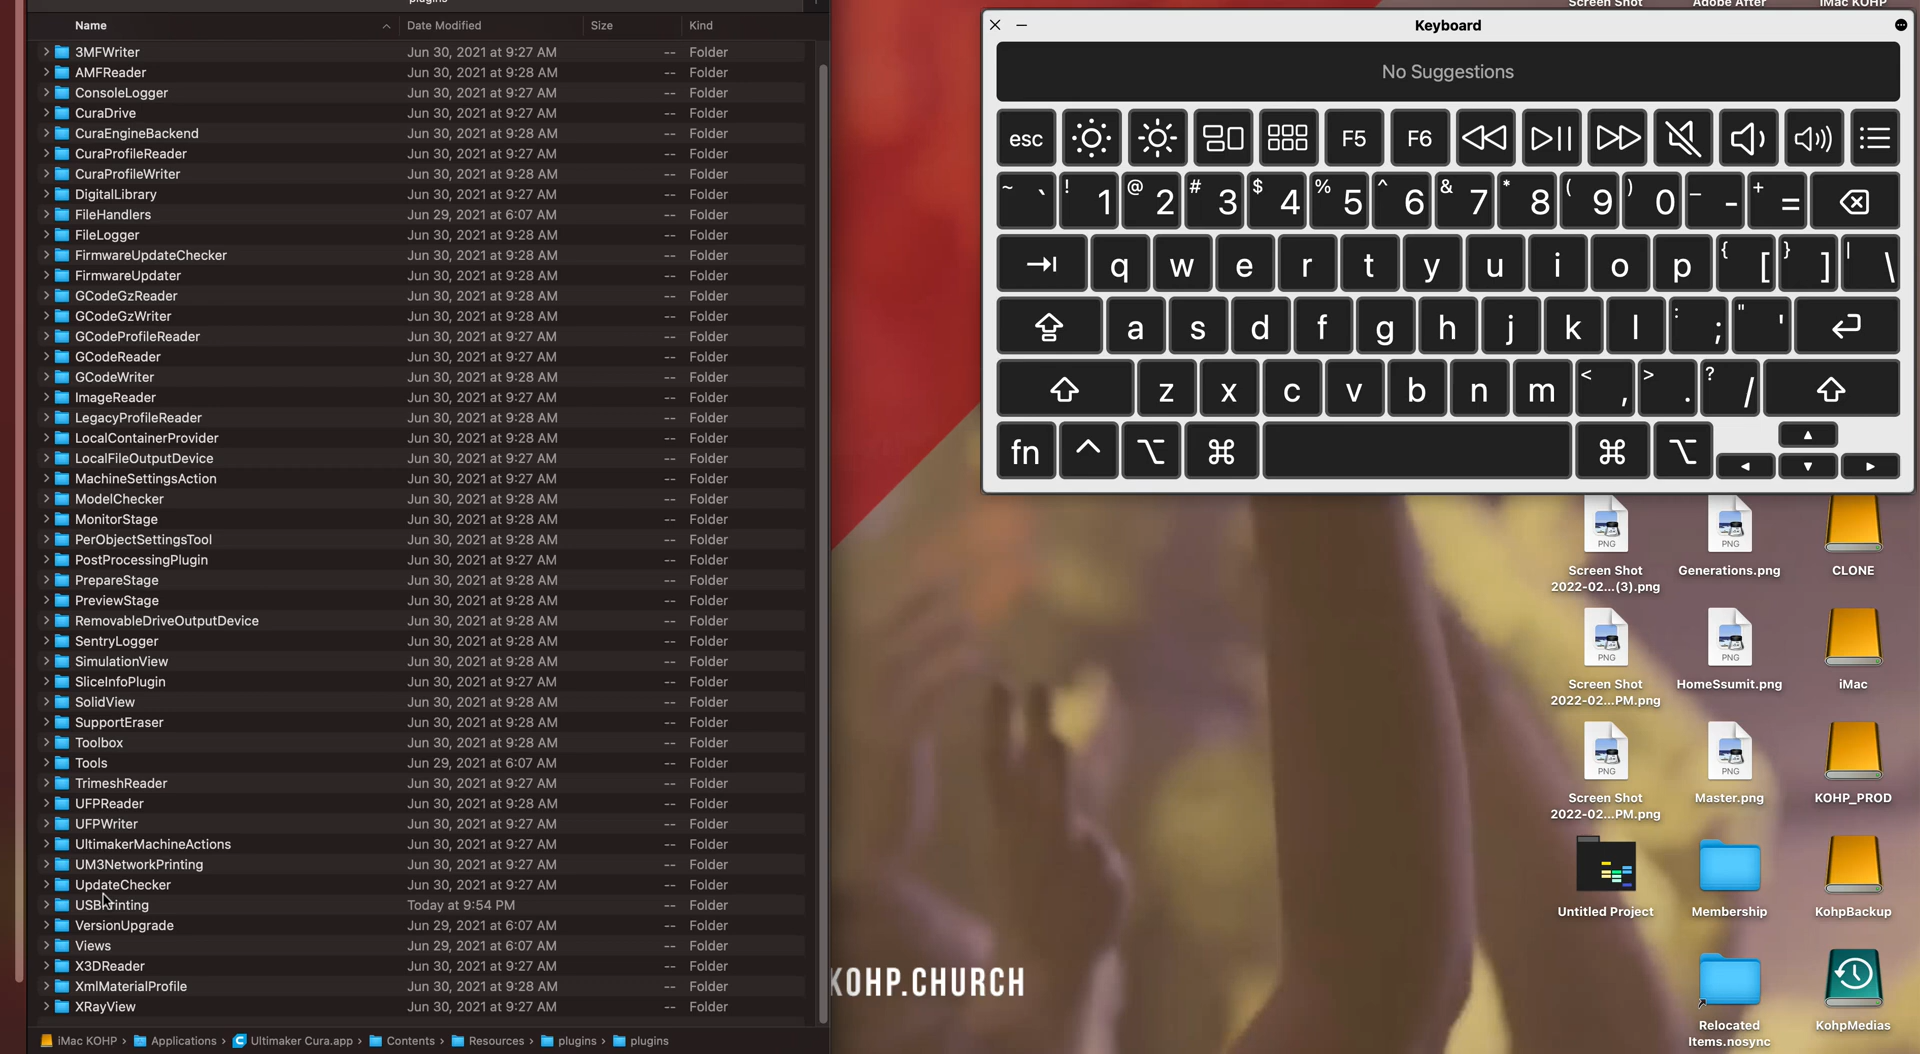 plugins
Name Date Modified Size Kind
3MFWriter Jun 30, 2021 at 9:27 AM -- Folder
AMFReader Jun 30, 2021 at 9:28 AM -- Folder
ConsoleLogger Jun 30, 2021 at 9:27 AM -- Folder
CuraDrive Jun 30, 2021 at 9:27 AM -- Folder
CuraEngineBackend Jun 30, 2021 at 9:28 AM -- Folder
CuraProfileReader Jun 30, 2021 at 9:27 AM -- Folder
CuraProfileWriter Jun 30, 2021 at 9:28 AM -- Folder
DigitalLibrary Jun 30, 2021 at 9:27 AM -- Folder
FileHandlers Jun 29, 2021 at 6:07 AM -- Folder
FileLogger Jun 30, 2021 at 9:28 AM -- Folder
FirmwareUpdateChecker Jun 30, 2021 at 9:27 AM -- Folder
FirmwareUpdater Jun 30, 2021 at 9:28 AM -- Folder
GCodeGzReader Jun 30, 2021 at 9:28 AM -- Folder
GCodeGzWriter Jun 30, 2021 at 9:28 AM -- Folder
GCodeProfileReader Jun 30, 2021 at 9:27 AM -- Folder
GCodeReader Jun 30, 2021 at 9:27 AM -- Folder
GCodeWriter Jun 30, 2021 at 9:28 AM -- Folder
ImageReader Jun 30, 2021 at 9:27 AM -- Folder
LegacyProfileReader Jun 30, 2021 at 9:28 AM -- Folder
LocalContainerProvider Jun 30, 2021 at 9:28 AM -- Folder
LocalFileOutputDevice Jun 30, 2021 at 9:27 AM -- Folder
MachineSettingsAction Jun 30, 2021 at 9:27 AM -- Folder
ModelChecker Jun 30, 2021 at 9:28 AM -- Folder
MonitorStage Jun 30, 2021 at 9:28 AM -- Folder
PerObjectSettingsTool Jun 30, 2021 at 9:28 AM -- Folder
PostProcessingPlugin Jun 30, 2021 at 9:27 AM -- Folder
PrepareStage Jun 30, 2021 at 9:28 AM -- Folder
PreviewStage Jun 30, 2021 at 9:28 AM -- Folder
RemovableDriveOutputDevice Jun 30, 2021 at 9:28 AM -- Folder
SentryLogger Jun 30, 2021 at 9:28 AM -- Folder
SimulationView Jun 30, 2021 at 9:28 AM -- Folder
SliceInfoPlugin Jun 30, 2021 at 9:27 AM -- Folder
SolidView Jun 30, 2021 at 9:28 AM -- Folder
SupportEraser Jun 30, 2021 at 9:28 AM -- Folder
Toolbox Jun 30, 2021 at 9:28 AM -- Folder
Tools Jun 29, 2021 at 6:07 AM -- Folder
TrimeshReader Jun 30, 2021 at 9:27 AM -- Folder
UFPReader Jun 30, 2021 at 9:28 AM -- Folder
UFPWriter Jun 30, 2021 at 9:27 AM -- Folder
UltimakerMachineActions Jun 30, 2021 at 9:27 AM -- Folder
UM3NetworkPrinting Jun 30, 2021 at 9:27 AM -- Folder
UpdateChecker Jun 30, 2021 at 9:27 AM -- Folder
USBPrinting Today at 9:54 PM -- Folder
VersionUpgrade Jun 29, 2021 at 6:07 AM -- Folder
Views Jun 29, 2021 at 6:07 AM -- Folder
X3DReader Jun 30, 2021 at 9:27 AM -- Folder
XmlMaterialProfile Jun 30, 2021 at 9:28 AM -- Folder
XRayView Jun 30, 2021 at 9:27 AM -- Folder
iMac KOHP › Applications › Ultimaker Cura.app › Contents › Resources › plugins › plugins
Screen Shot Adobe After iMac KOHP
Keyboard
No Suggestions
esc F5 F6
~ ` ! 1 @ 2 # 3 $ 4 % 5 ^ 6 & 7 * 8 ( 9 ) 0 _ - + =
q w e r t y u i o p { [ } ] | \
a s d f g h j k l : ; " '
z x c v b n m < , > . ? /
fn ^ ⌥ ⌘ ⌘ ⌥
PNG PNG
Screen Shot
2022-02...(3).png
Generations.png
CLONE
PNG PNG
Screen Shot
2022-02...PM.png
HomeSsumit.png
iMac
PNG PNG
Screen Shot
2022-02...PM.png
Master.png
KOHP_PROD
Untitled Project
Membership
KohpBackup
Relocated
Items.nosync
KohpMedias
KOHP.CHURCH